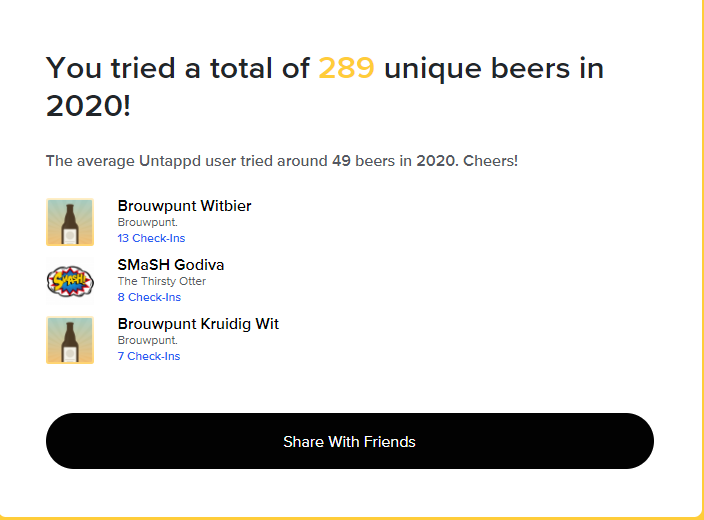 You tried a total of 289 unique beers in
2020!
The average Untappd user tried around 49 beers in 2020. Cheers!
Brouwpunt Witbier
Brouwpunt.
13 Check-Ins
SMaSH!
SMaSH Godiva
The Thirsty Otter
8 Check-Ins
Brouwpunt Kruidig Wit
Brouwpunt.
7 Check-Ins
Share With Friends